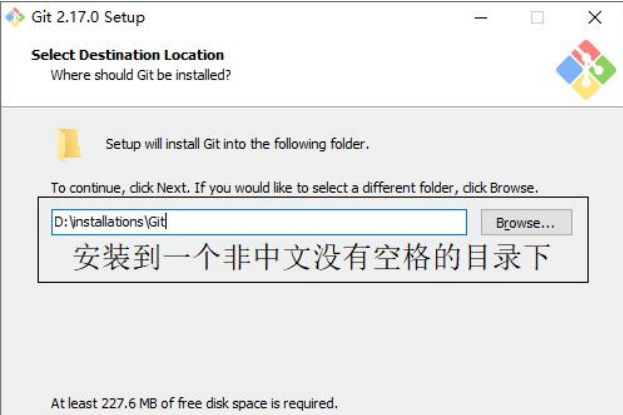 Git 2.17.0 Setup
Select Destination Location
Where should Git be installed?
Setup will install Git into the following folder.
To continue, click Next. If you would like to select a different folder, click Browse.
D:\installations\Git
Browse...
安装到一个非中文没有空格的目录下
At least 227.6 MB of free disk space is required.